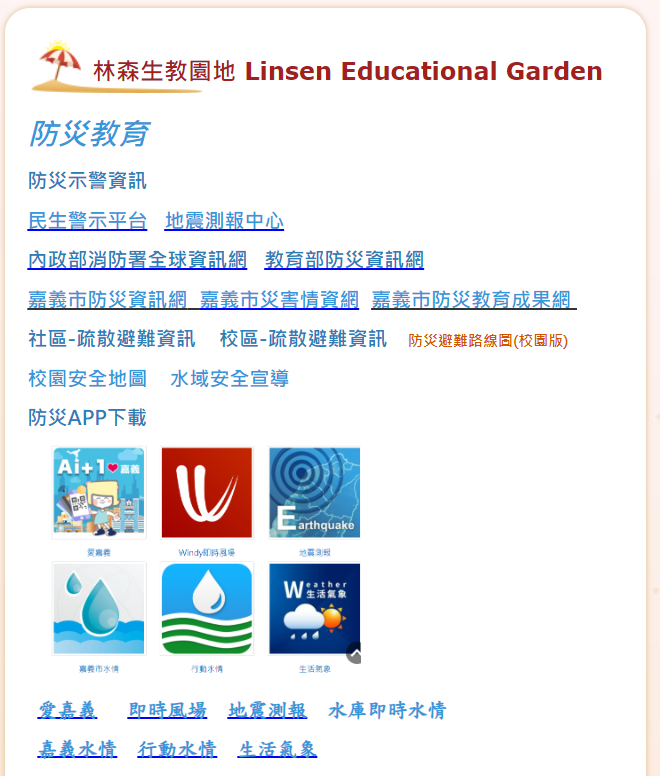 林森生教園地 Linsen Educational Garden
防災教育
防災示警資訊
民生警示平台 地震測報中心
內政部消防署全球資訊網 教育部防災資訊網
嘉義市防災資訊網 嘉義市災害情資網 嘉義市防災教育成果網
社區-疏散避難資訊 校區-疏散避難資訊 防災避難路線圖(校園版)
校園安全地圖 水域安全宣導
防災APP下載
Ai+1 嘉義
Earthquake
愛嘉義 Windy即時風場 地震測報
Weather
生活氣象
嘉義市水情 行動水情 生活氣象
愛嘉義 即時風場 地震測報 水庫即時水情
嘉義水情 行動水情 生活氣象